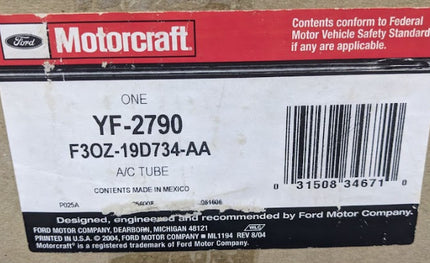 Ford
Motorcraft
Contents conform to Federal
Motor Vehicle Safety Standard
if any are applicable.
ONE
YF-2790
F3OZ-19D734-AA
A/C TUBE
CONTENTS MADE IN MEXICO
P025A 051606
0 31508 34671 0
Designed, engineered and recommended by Ford Motor Company.
FORD MOTOR COMPANY, DEARBORN, MICHIGAN 48121
PRINTED IN U.S.A. © 2004, FORD MOTOR COMPANY ■ ML1194 REV 8/04
Motorcraft® is a registered trademark of Ford Motor Company.